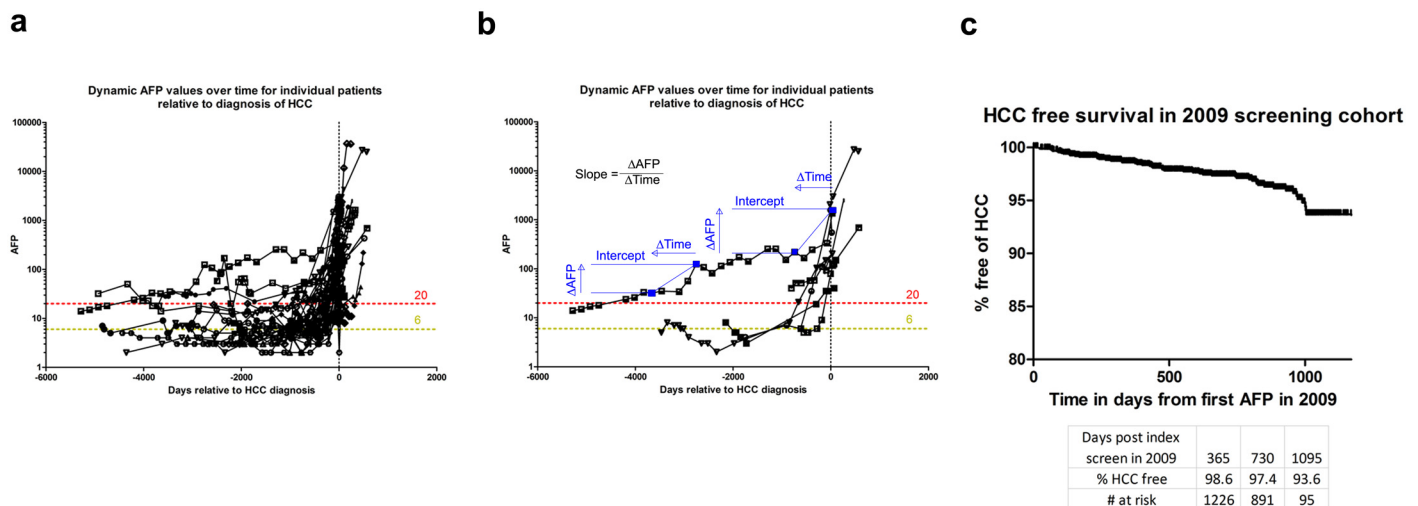 a
Dynamic AFP values over time for individual patients
relative to diagnosis of HCC
AFP
100000
10000
1000
100
10
1
20
6
-6000
-4000
-2000
0
2000
Days relative to HCC diagnosis
b
Dynamic AFP values over time for individual patients
relative to diagnosis of HCC
AFP
100000
10000
1000
100
10
1
Slope = ΔAFP
ΔTime
ΔTime
Intercept
ΔAFP
ΔTime
Intercept
ΔAFP
20
6
-6000
-4000
-2000
0
2000
Days relative to HCC diagnosis
c
HCC free survival in 2009 screening cohort
% free of HCC
100
95
90
85
80
0
500
1000
Time in days from first AFP in 2009
Days post index
screen in 2009 365 730 1095
% HCC free 98.6 97.4 93.6
# at risk 1226 891 95